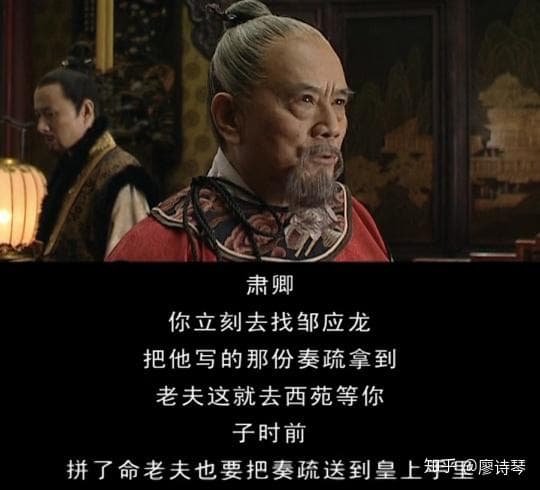 肃卿
你立刻去找邹应龙
把他写的那份奏疏拿到
老夫这就去西苑等你
子时前
拼了命老夫也要把奏疏送到皇上手里
知乎 @廖诗琴